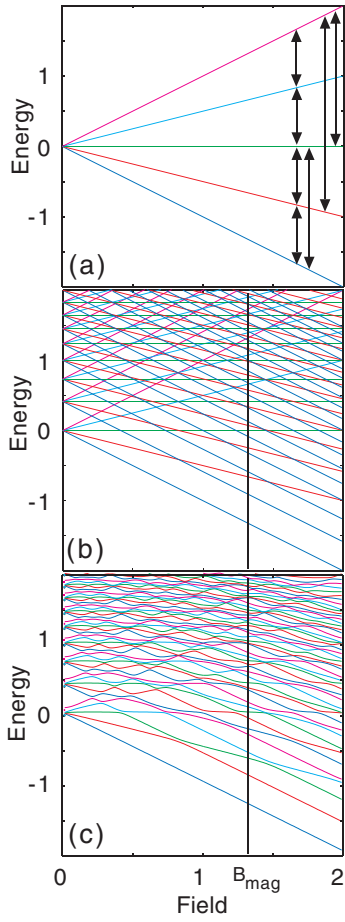 1
0
-1
Energy
(a)
1
0
-1
Energy
(b)
1
0
-1
Energy
(c)
0 1 B_mag 2
Field